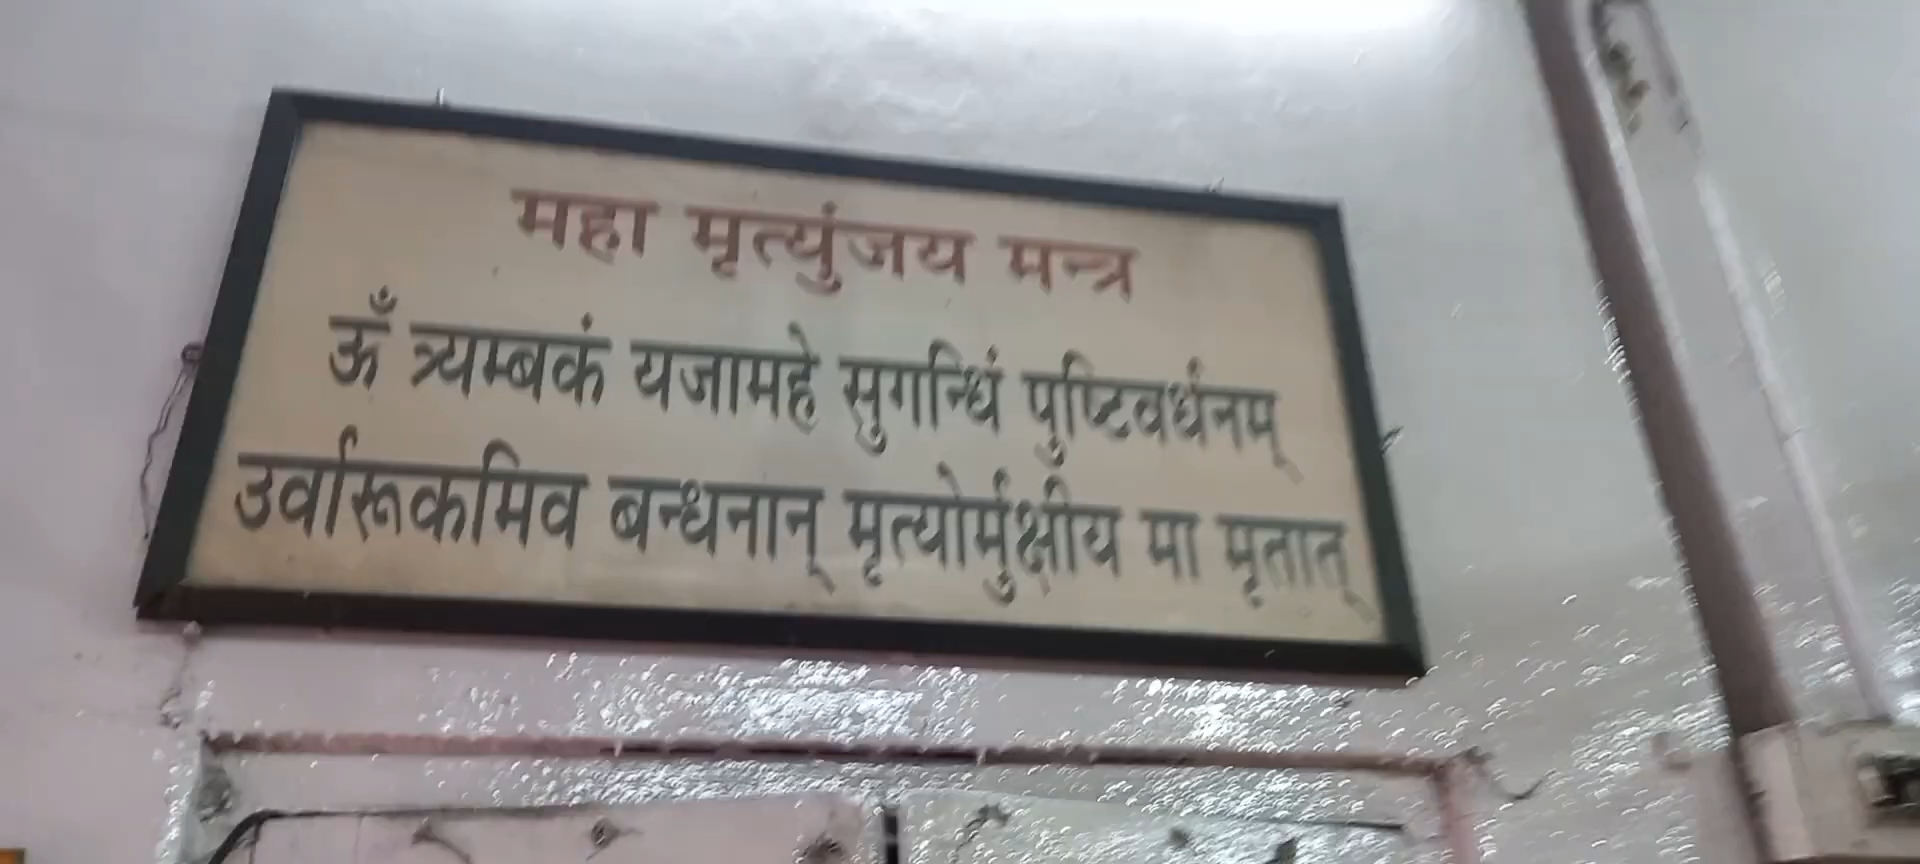 महा मृत्युंजय मन्त्र
ऊँ त्र्यम्बकं यजामहे सुगन्धिं पुष्टिवर्धनम्
उर्वारूकमिव बन्धनान् मृत्योर्मुक्षीय मा मृतात्